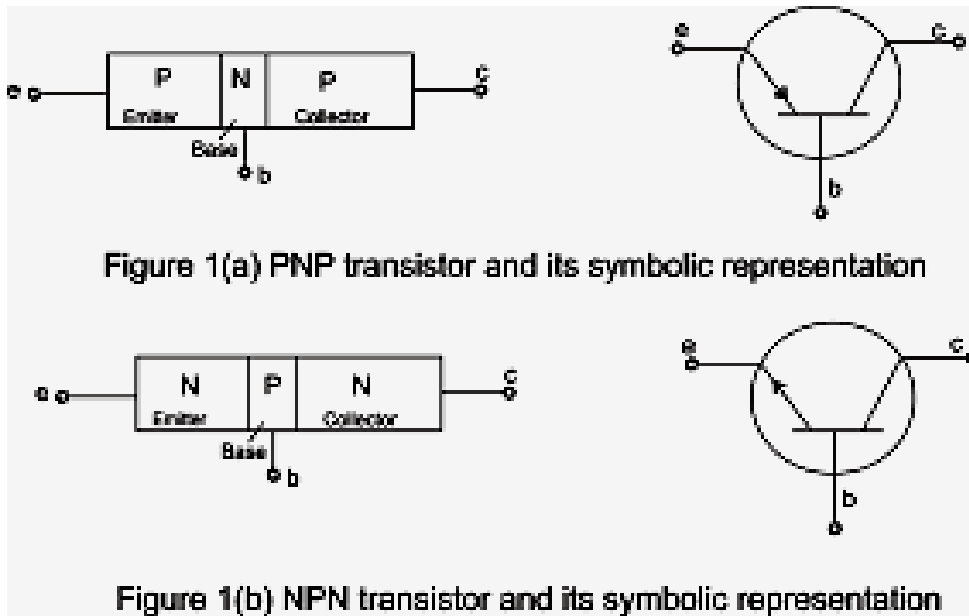 P N P
Emitter Collector
Base
e
c
b
e
c
b
Figure 1(a) PNP transistor and its symbolic representation
N P N
Emitter Collector
Base
e
c
b
e
c
b
Figure 1(b) NPN transistor and its symbolic representation